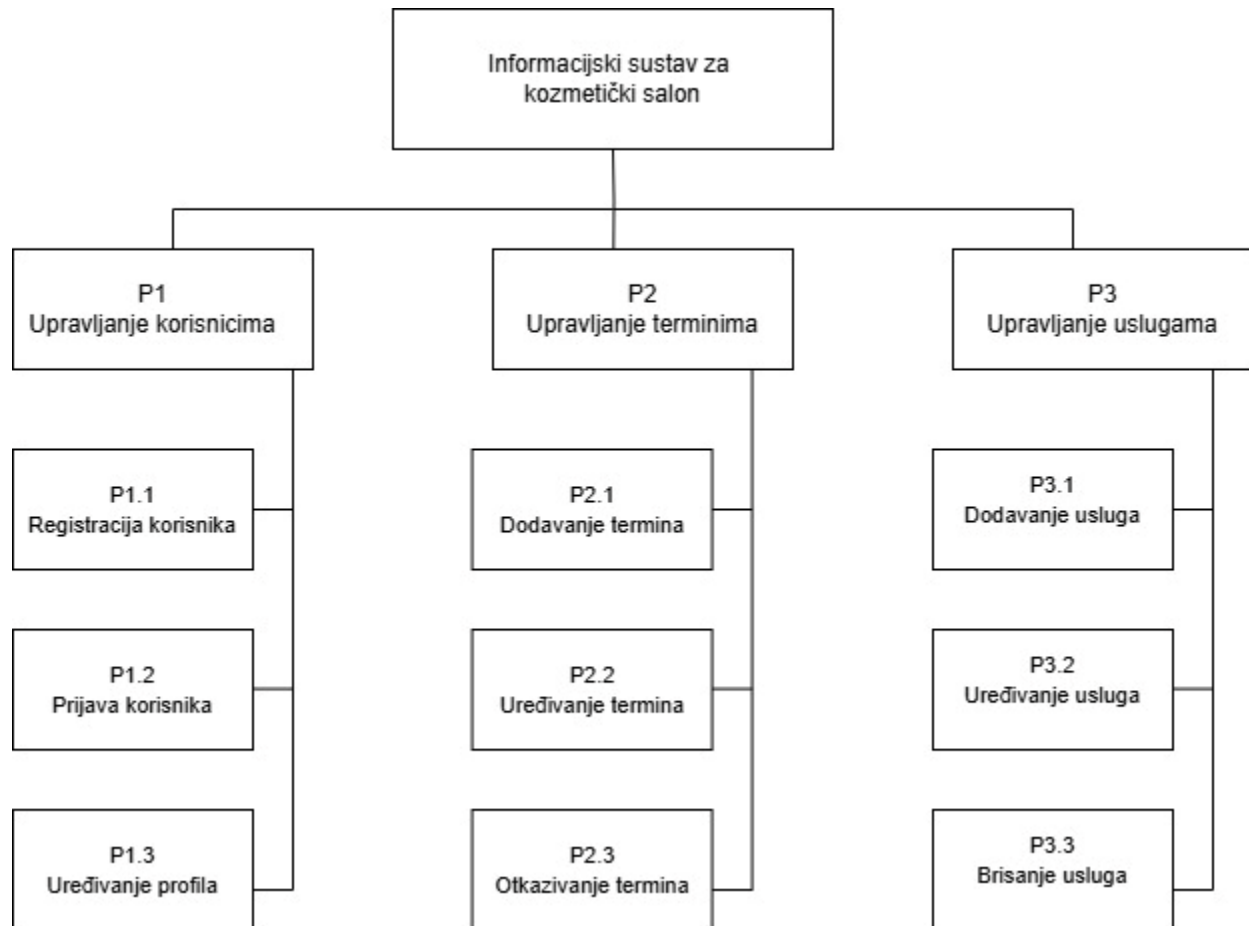 Informacijski sustav za
kozmetički salon
P1
Upravljanje korisnicima
P2
Upravljanje terminima
P3
Upravljanje uslugama
P1.1
Registracija korisnika
P2.1
Dodavanje termina
P3.1
Dodavanje usluga
P1.2
Prijava korisnika
P2.2
Uređivanje termina
P3.2
Uređivanje usluga
P1.3
Uređivanje profila
P2.3
Otkazivanje termina
P3.3
Brisanje usluga